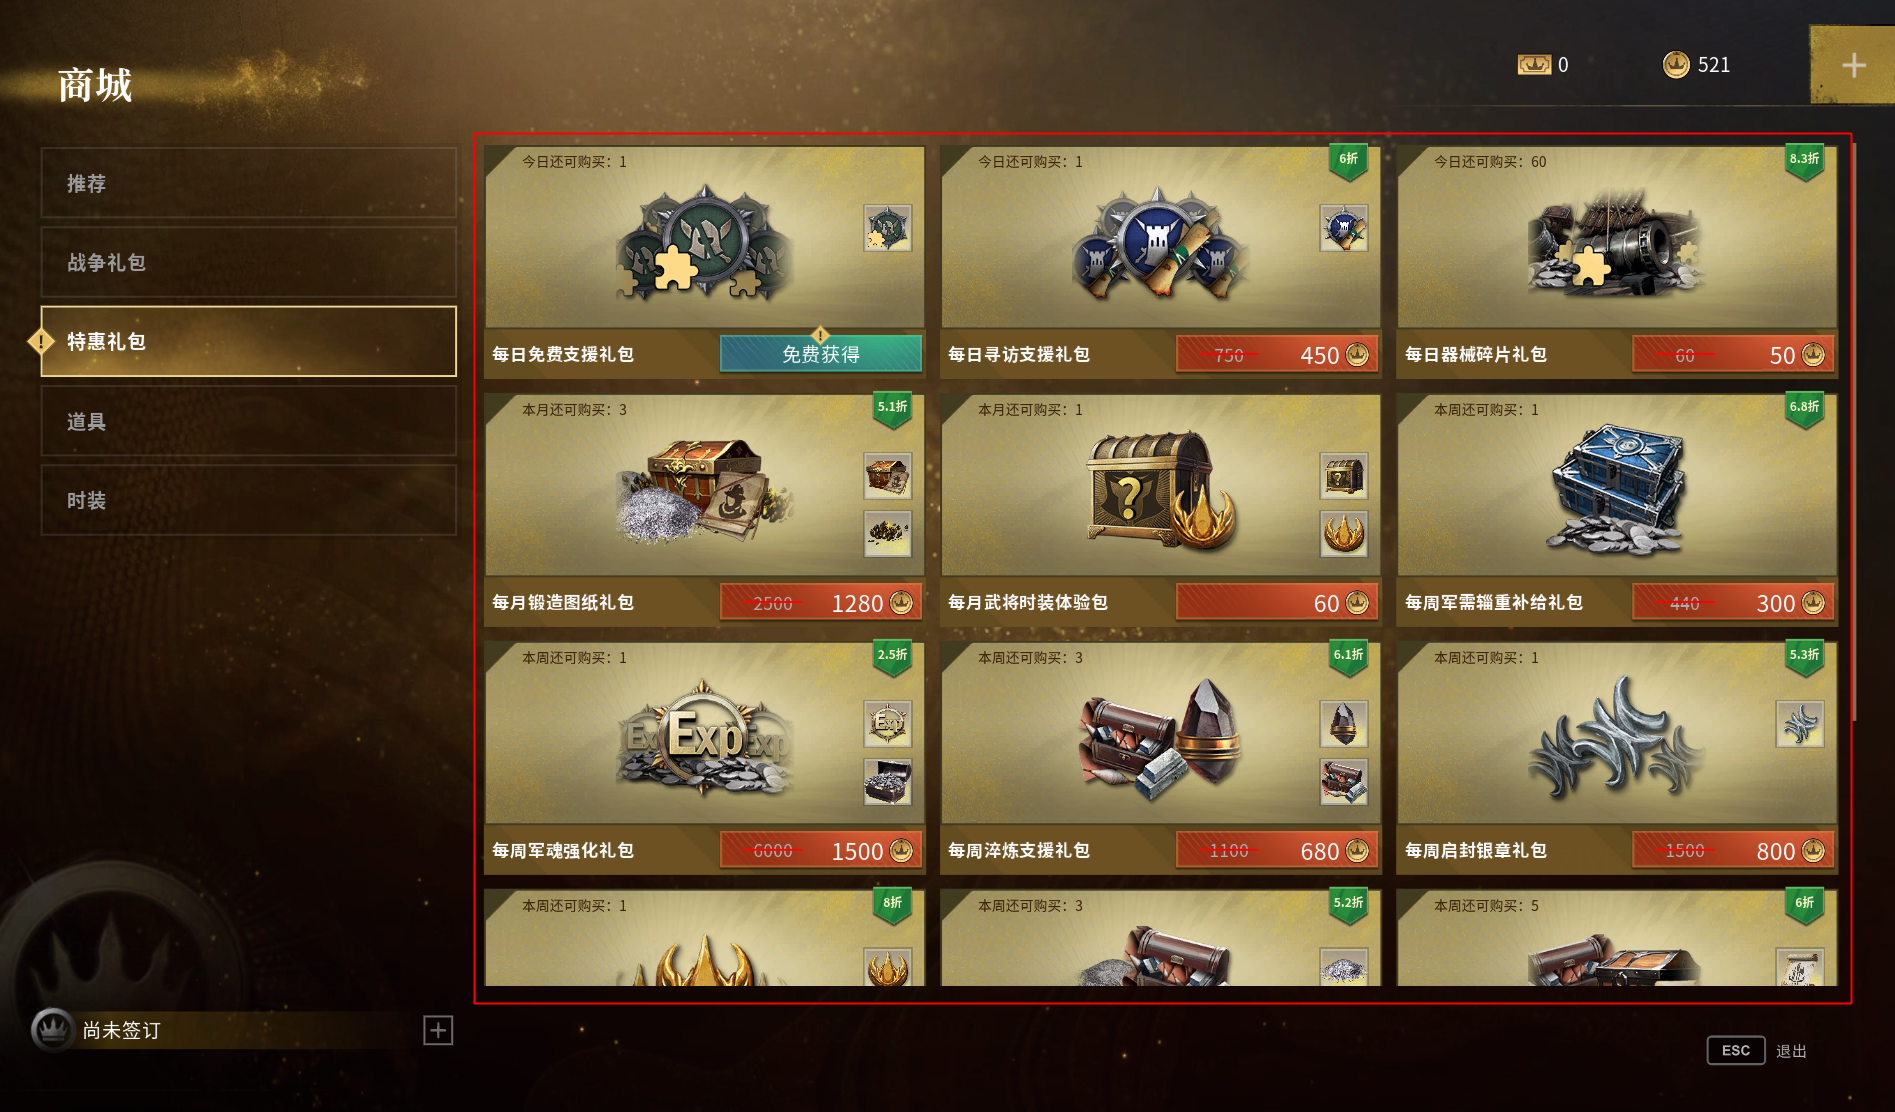 商城
0
521
推荐
战争礼包
特惠礼包
道具
时装
今日还可购买：1
每日免费支援礼包
免费获得
今日还可购买：1
6折
每日寻访支援礼包
750
450
今日还可购买：60
8.3折
每日器械碎片礼包
60
50
本月还可购买：3
5.1折
每月锻造图纸礼包
2500
1280
本月还可购买：1
每月武将时装体验包
60
本周还可购买：1
6.8折
每周军需辎重补给礼包
440
300
本周还可购买：1
2.5折
Exp
每周军魂强化礼包
6000
1500
本周还可购买：3
6.1折
每周淬炼支援礼包
1100
680
本周还可购买：1
5.3折
每周启封银章礼包
1500
800
本周还可购买：1
8折
本周还可购买：3
5.2折
本周还可购买：5
6折
尚未签订
ESC
退出